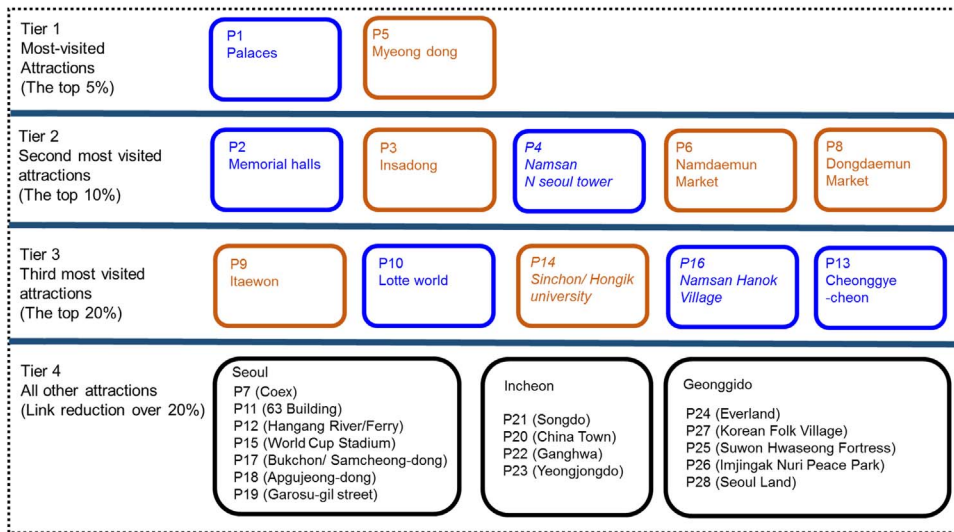 Tier 1
Most-visited
Attractions
(The top 5%)
P1
Palaces
P5
Myeong dong
Tier 2
Second most visited
attractions
(The top 10%)
P2
Memorial halls
P3
Insadong
P4
Namsan
N seoul tower
P6
Namdaemun
Market
P8
Dongdaemun
Market
Tier 3
Third most visited
attractions
(The top 20%)
P9
Itaewon
P10
Lotte world
P14
Sinchon/ Hongik
university
P16
Namsan Hanok
Village
P13
Cheonggye
-cheon
Tier 4
All other attractions
(Link reduction over 20%)
Seoul
P7 (Coex)
P11 (63 Building)
P12 (Hangang River/Ferry)
P15 (World Cup Stadium)
P17 (Bukchon/ Samcheong-dong)
P18 (Apgujeong-dong)
P19 (Garosu-gil street)
Incheon
P21 (Songdo)
P20 (China Town)
P22 (Ganghwa)
P23 (Yeongjongdo)
Geonggido
P24 (Everland)
P27 (Korean Folk Village)
P25 (Suwon Hwaseong Fortress)
P26 (Imjingak Nuri Peace Park)
P28 (Seoul Land)